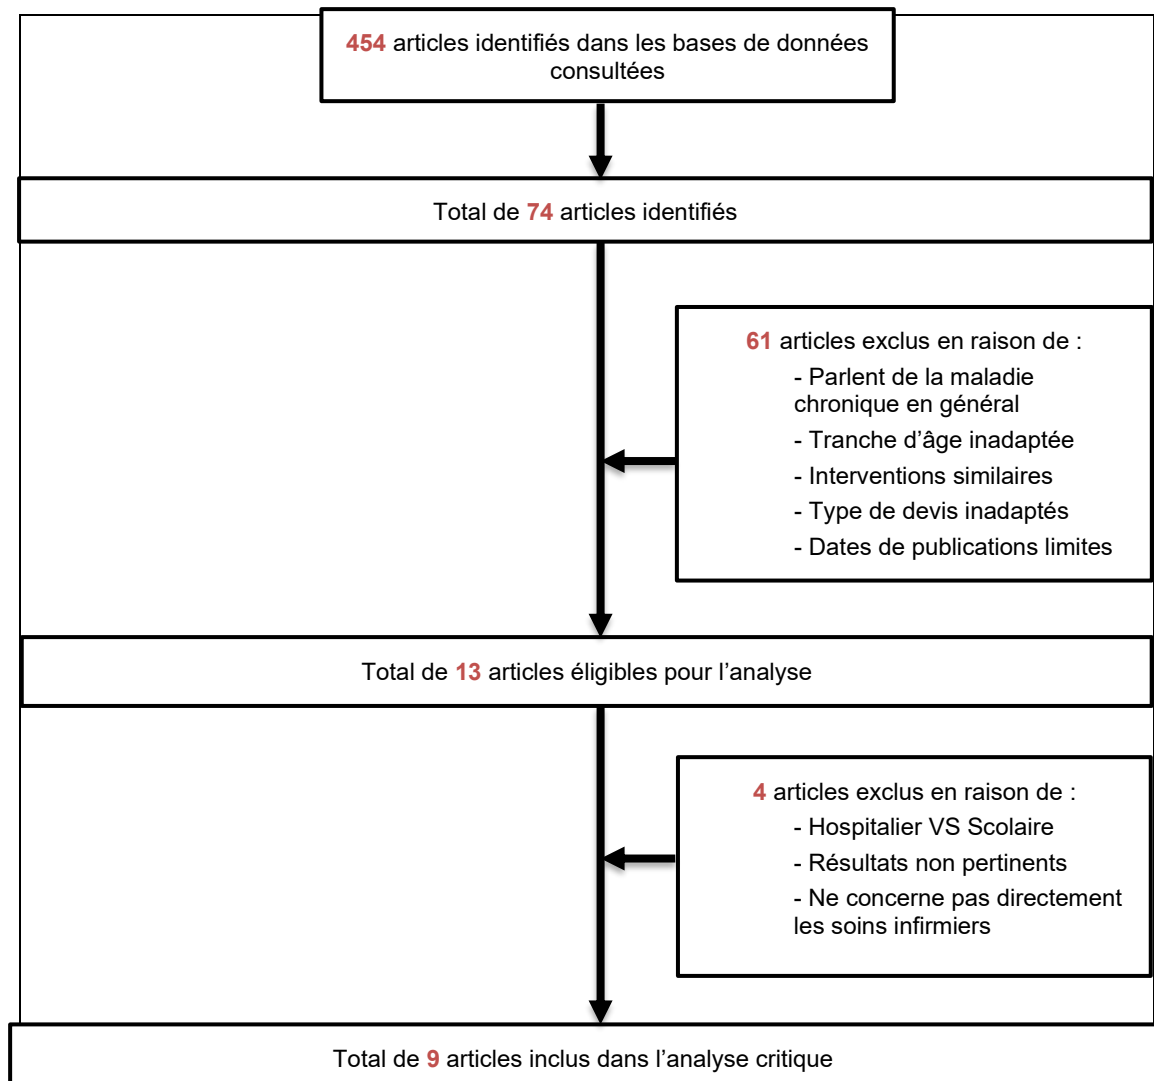 454 articles identifiés dans les bases de données
consultées
Total de 74 articles identifiés
61 articles exclus en raison de :
- Parlent de la maladie
chronique en général
- Tranche d’âge inadaptée
- Interventions similaires
- Type de devis inadaptés
- Dates de publications limites
Total de 13 articles éligibles pour l’analyse
4 articles exclus en raison de :
- Hospitalier VS Scolaire
- Résultats non pertinents
- Ne concerne pas directement
les soins infirmiers
Total de 9 articles inclus dans l’analyse critique